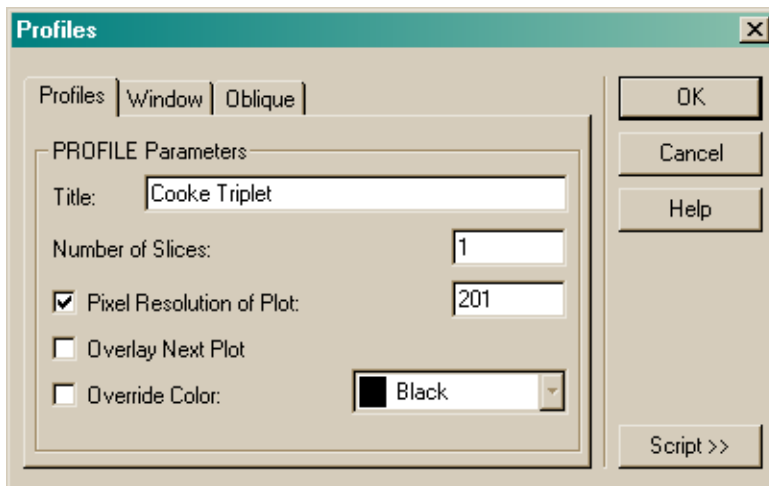 Profiles
Profiles Window Oblique
PROFILE Parameters
Title: Cooke Triplet
Number of Slices: 1
Pixel Resolution of Plot: 201
Overlay Next Plot
Override Color: Black
OK
Cancel
Help
Script >>